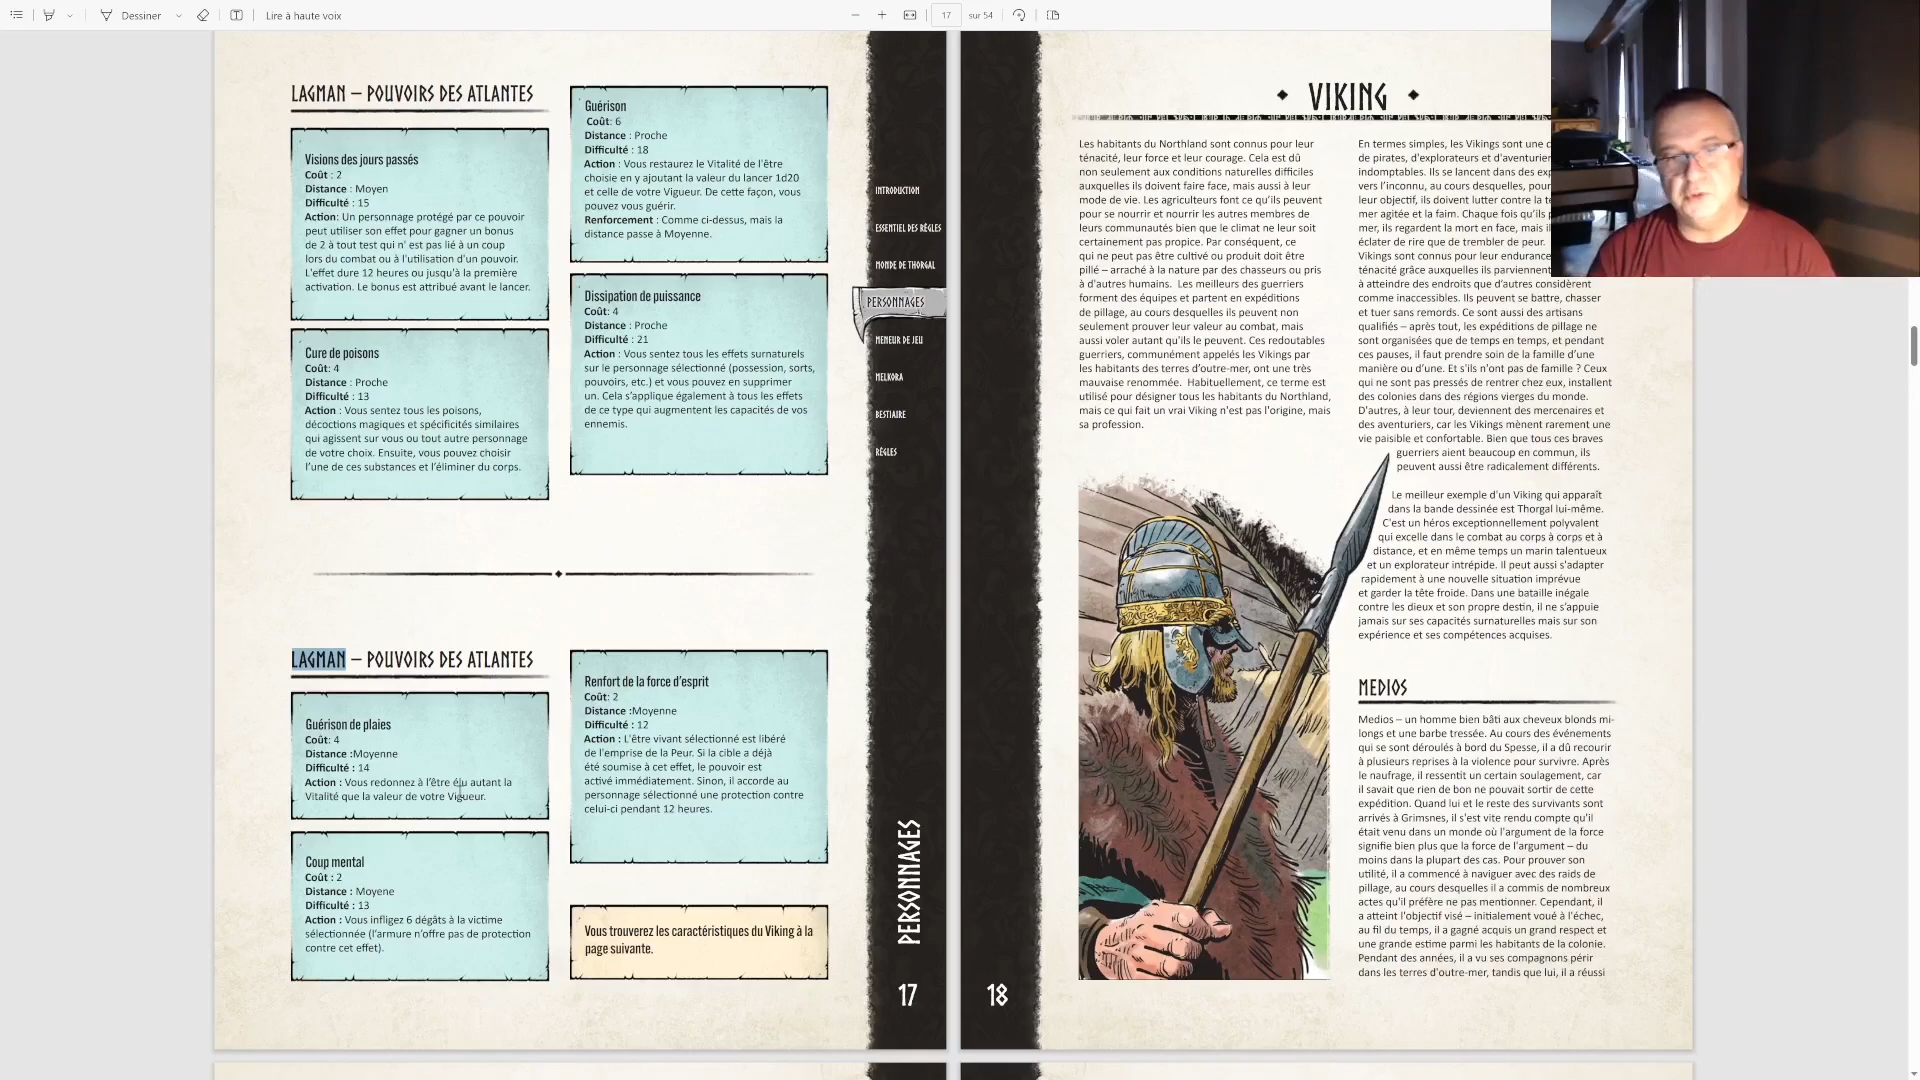 Dessiner
Lire à haute voix
17
sur 54
LAGMAN – POUVOIRS DES ATLANTES
Visions des jours passés
Coût : 2
Distance : Moyen
Difficulté : 15
Action: Un personnage protégé par ce pouvoir
peut utiliser son effet pour gagner un bonus
de 2 à tout test qui n' est pas lié à un coup
lors du combat ou à l'utilisation d'un pouvoir.
L'effet dure 12 heures ou jusqu'à la première
activation. Le bonus est attribué avant le lancer.
Cure de poisons
Coût: 4
Distance : Proche
Difficulté : 13
Action : Vous sentez tous les poisons,
décoctions magiques et spécificités similaires
qui agissent sur vous ou tout autre personnage
de votre choix. Ensuite, vous pouvez choisir
l'une de ces substances et l'éliminer du corps.
Guérison
Coût: 6
Distance : Proche
Difficulté : 18
Action : Vous restaurez le Vitalité de l'être
choisie en y ajoutant la valeur du lancer 1d20
et celle de votre Vigueur. De cette façon, vous
pouvez vous guérir.
Renforcement : Comme ci-dessus, mais la
distance passe à Moyenne.
Dissipation de puissance
Coût: 4
Distance : Proche
Difficulté : 21
Action : Vous sentez tous les effets surnaturels
sur le personnage sélectionné (possession, sorts,
pouvoirs, etc.) et vous pouvez en supprimer
un. Cela s'applique également à tous les effets
de ce type qui augmentent les capacités de vos
ennemis.
LAGMAN – POUVOIRS DES ATLANTES
Guérison de plaies
Coût: 4
Distance :Moyenne
Difficulté : 14
Action : Vous redonnez à l'être élu autant la
Vitalité que la valeur de votre Vigueur.
Coup mental
Coût : 2
Distance : Moyene
Difficulté : 13
Action : Vous infligez 6 dégâts à la victime
sélectionnée (l'armure n'offre pas de protection
contre cet effet).
Renfort de la force d'esprit
Coût: 2
Distance :Moyenne
Difficulté : 12
Action : L'être vivant sélectionné est libéré
de l'emprise de la Peur. Si la cible a déjà
été soumise à cet effet, le pouvoir est
activé immédiatement. Sinon, il accorde au
personnage sélectionné une protection contre
celui-ci pendant 12 heures.
Vous trouverez les caractéristiques du Viking à la
page suivante.
INTRODUCTION
ESSENTIEL DES RÈGLES
MONDE DE THORGAL
PERSONNAGES
MENEUR DE JEU
MELKORA
BESTIAIRE
RÈGLES
PERSONNAGES
17
18
VIKING
Les habitants du Northland sont connus pour leur
ténacité, leur force et leur courage. Cela est dû
non seulement aux conditions naturelles difficiles
auxquelles ils doivent faire face, mais aussi à leur
mode de vie. Les agriculteurs font ce qu'ils peuvent
pour se nourrir et nourrir les autres membres de
leurs communautés bien que le climat ne leur soit
certainement pas propice. Par conséquent, ce
qui ne peut pas être cultivé ou produit doit être
pillé – arraché à la nature par des chasseurs ou pris
à d'autres humains. Les meilleurs des guerriers
forment des équipes et partent en expéditions
de pillage, au cours desquelles ils peuvent non
seulement prouver leur valeur au combat, mais
aussi voler autant qu'ils le peuvent. Ces redoutables
guerriers, communément appelés les Vikings par
les habitants des terres d'outre-mer, ont une très
mauvaise renommée. Habituellement, ce terme est
utilisé pour désigner tous les habitants du Northland,
mais ce qui fait un vrai Viking n'est pas l'origine, mais
sa profession.
En termes simples, les Vikings sont une c
de pirates, d'explorateurs et d'aventurie
indomptables. Ils se lancent dans des exp
vers l'inconnu, au cours desquels, pour
leur objectif, ils doivent lutter contre la te
mer agitée et la faim. Chaque fois qu'ils p
mer, ils regardent la mort en face, mais il
éclater de rire que de trembler de peur.
Vikings sont connus pour leur endurance
ténacité grâce auxquelles ils parviennent
à atteindre des endroits que d'autres considèrent
comme inaccessibles. Ils peuvent se battre, chasser
et tuer sans remords. Ce sont aussi des artisans
qualifiés – après tout, les expéditions de pillage ne
sont organisées que de temps en temps, et pendant
ces pauses, il faut prendre soin de la famille d'une
manière ou d'une. Et s'ils n'ont pas de famille ? Ceux
qui ne sont pas pressés de rentrer chez eux, installent
des colonies dans des régions vierges du monde.
D'autres, à leur tour, deviennent des mercenaires et
des aventuriers, car les Vikings mènent rarement une
vie paisible et confortable. Bien que tous ces braves
guerriers aient beaucoup en commun, ils
peuvent aussi être radicalement différents.
Le meilleur exemple d'un Viking qui apparaît
dans la bande dessinée est Thorgal lui-même.
C'est un héros exceptionnellement polyvalent
qui excelle dans le combat au corps à corps et à
distance, et en même temps un marin talentueux
et un explorateur intrépide. Il peut aussi s'adapter
rapidement à une nouvelle situation imprévue
et garder la tête froide. Dans une bataille inégale
contre les dieux et son propre destin, il ne s'appuie
jamais sur ses capacités surnaturelles mais sur son
expérience et ses compétences acquises.
MEDIOS
Medios – un homme bien bâti aux cheveux blonds mi-
longs et une barbe tressée. Au cours des événements
qui se sont déroulés à bord du Spesse, il a dû recourir
à plusieurs reprises à la violence pour survivre. Après
le naufrage, il ressentit un certain soulagement, car
il savait que rien de bon ne pouvait sortir de cette
expédition. Quand lui et le reste des survivants sont
arrivés à Grimsnes, il s'est vite rendu compte qu'il
était venu dans un monde où l'argument de la force
signifie bien plus que la force de l'argument – du
moins dans la plupart des cas. Pour prouver son
utilité, il a commencé à naviguer avec des raids de
pillage, au cours desquelles il a commis de nombreux
actes qu'il préfère ne pas mentionner. Cependant, il
a atteint l'objectif visé – initialement voué à l'échec,
au fil du temps, il a gagné acquis un grand respect et
une grande estime parmi les habitants de la colonie.
Pendant des années, il a vu ses compagnons périr
dans les terres d'outre-mer, tandis que lui, il a réussi